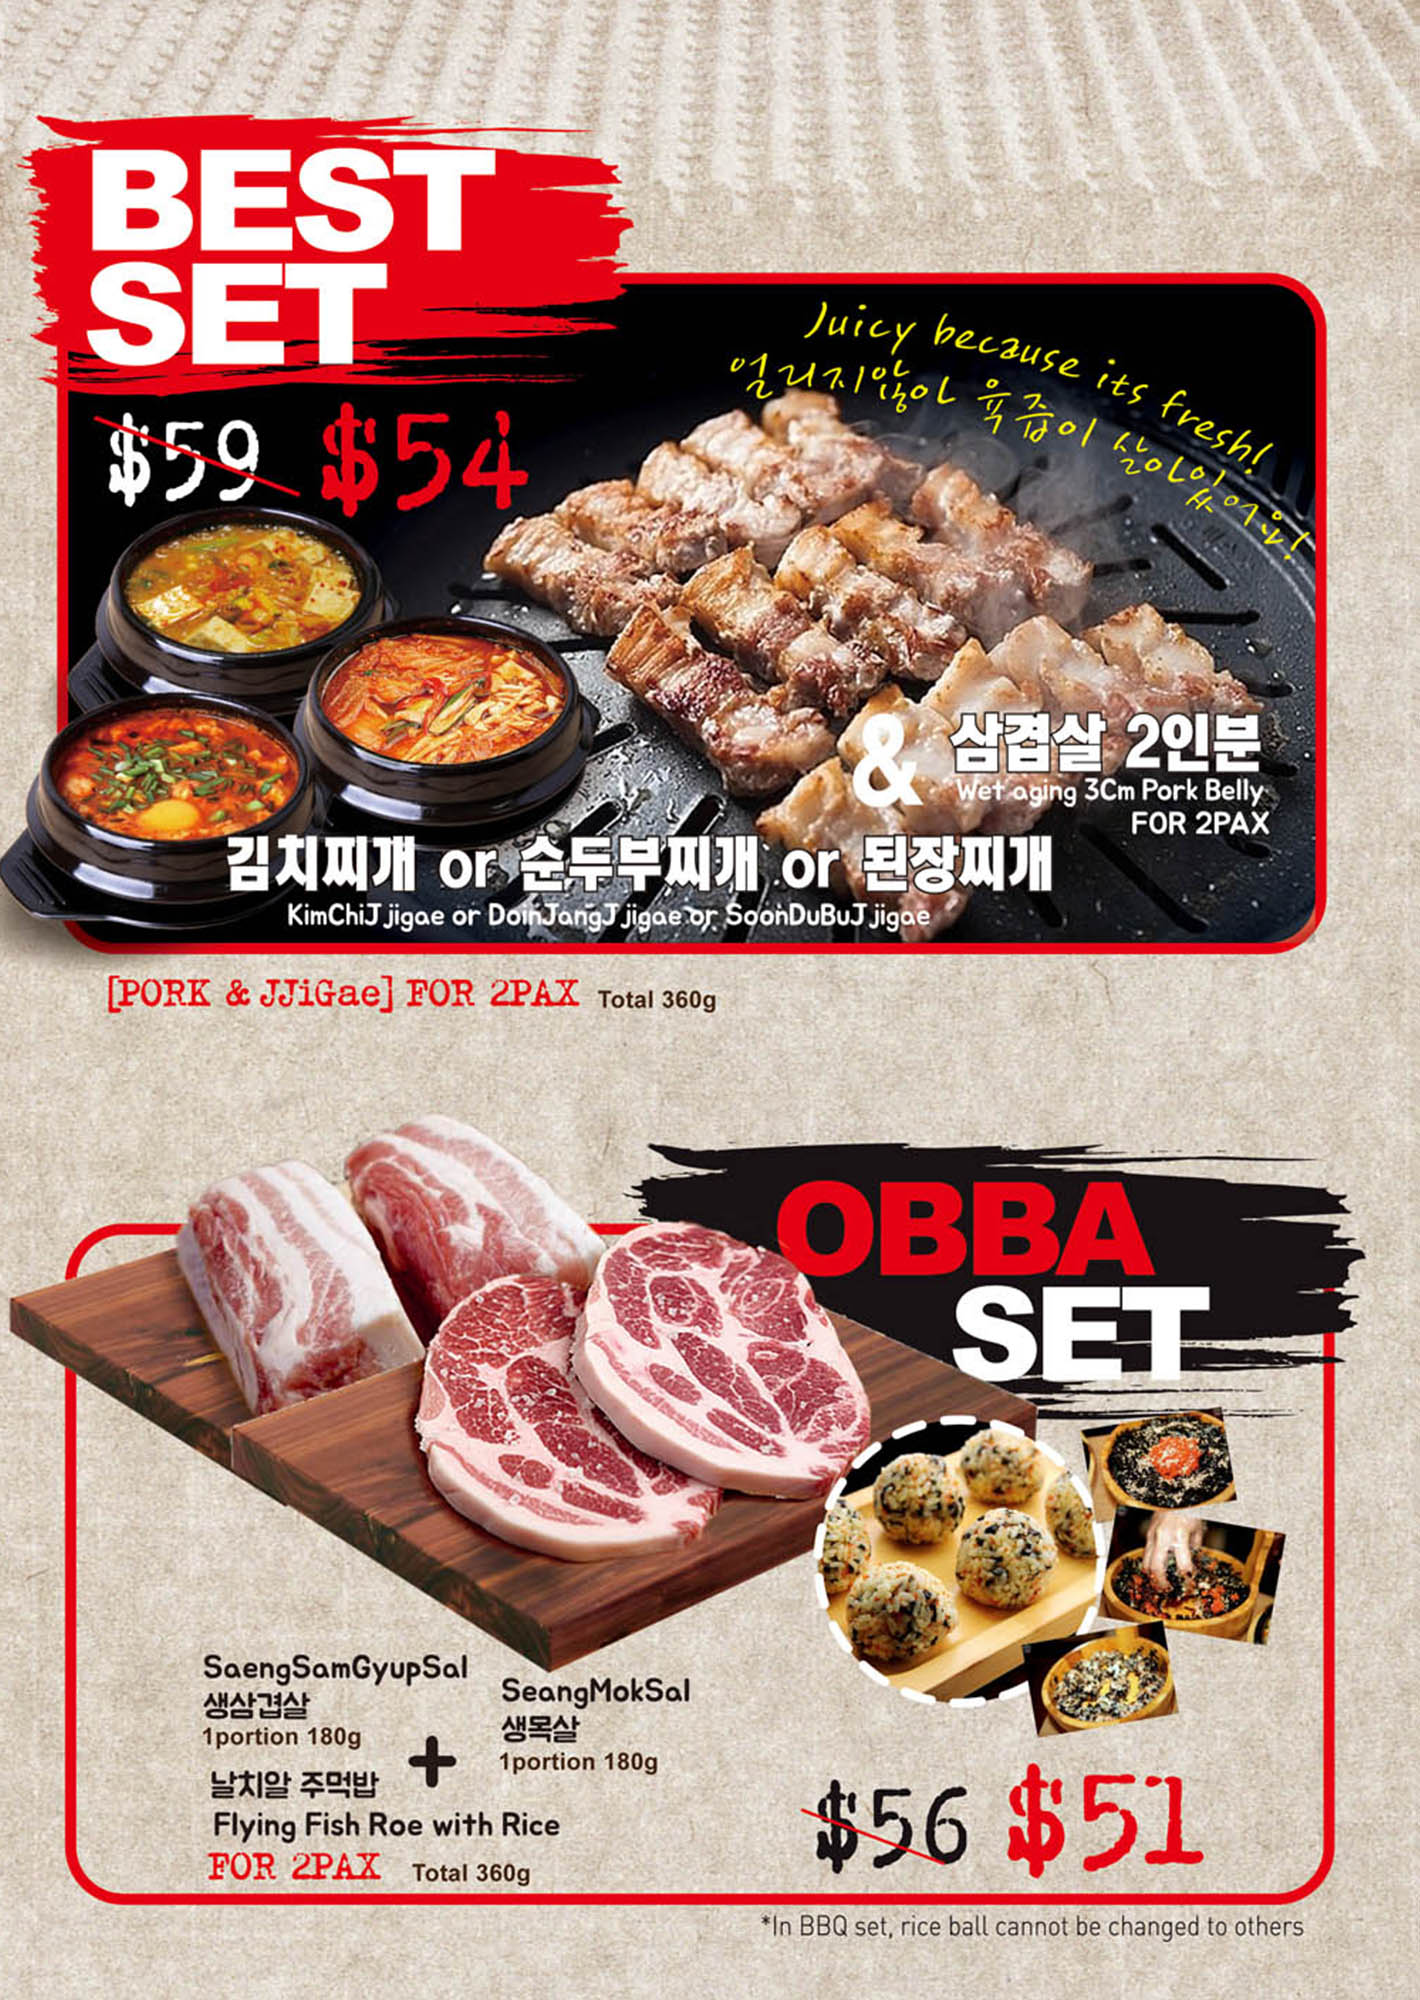 BEST
SET
$59 $54
Juicy because its fresh!
얼리지않아 육즙이 살아있어요!
& 삼겹살 2인분
Wet aging 3Cm Pork Belly
FOR 2PAX
김치찌개 or 순두부찌개 or 된장찌개
KimChiJjigae or DoinJangJjigae or SoonDuBuJjigae
[PORK & JJiGae] FOR 2PAX Total 360g
OBBA
SET
SaengSamGyupSal
생삼겹살
1portion 180g
+
SeangMokSal
생목살
1portion 180g
날치알 주먹밥
Flying Fish Roe with Rice
FOR 2PAX Total 360g
$56 $51
*In BBQ set, rice ball cannot be changed to others